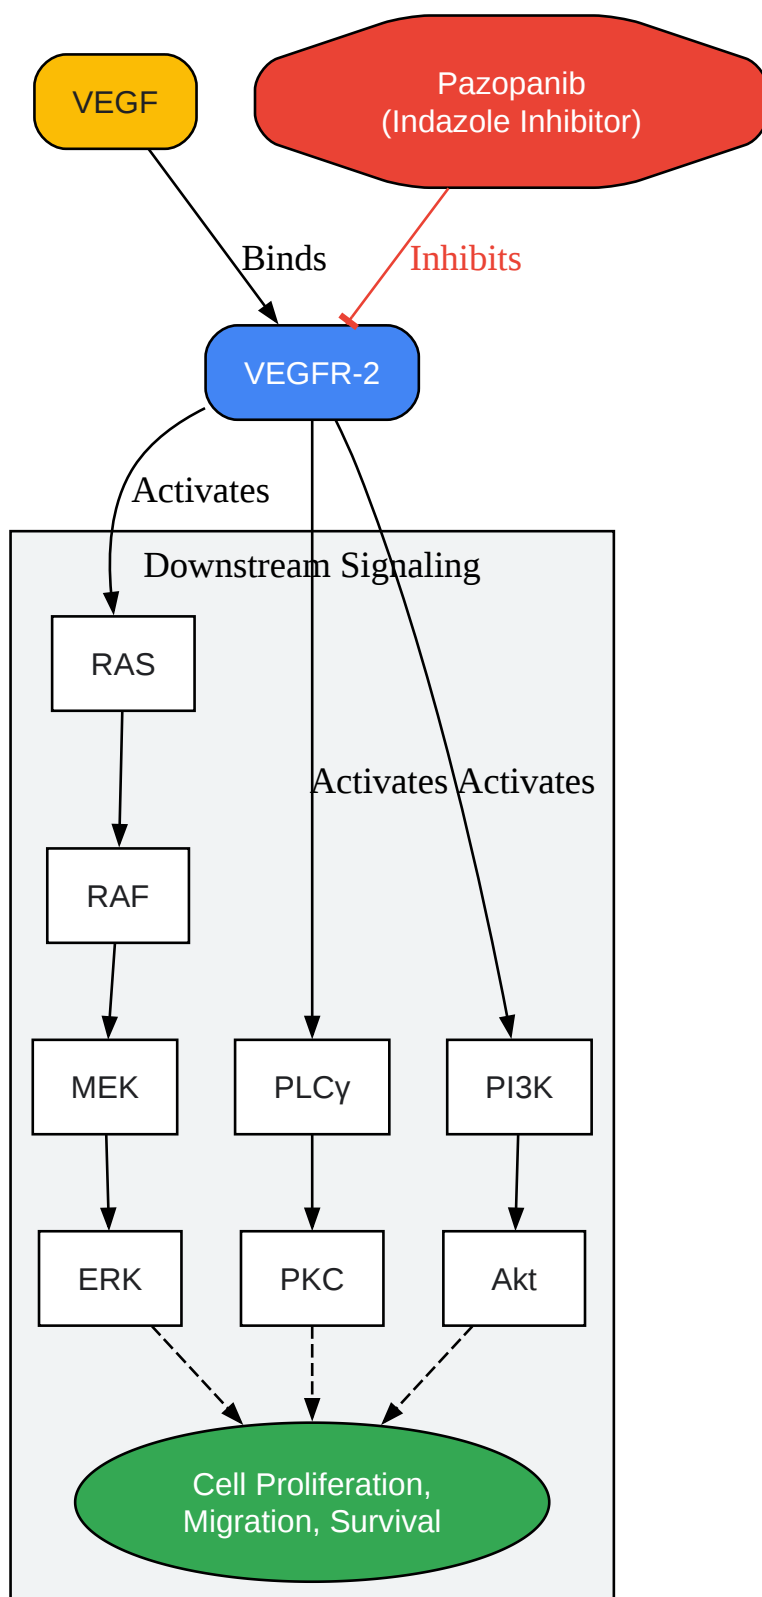 VEGF
Pazopanib
(Indazole Inhibitor)
Binds
Inhibits
VEGFR-2
Activates
Downstream Signaling
RAS
Activates
Activates
RAF
MEK
PLCγ
PI3K
ERK
PKC
Akt
Cell Proliferation,
Migration, Survival